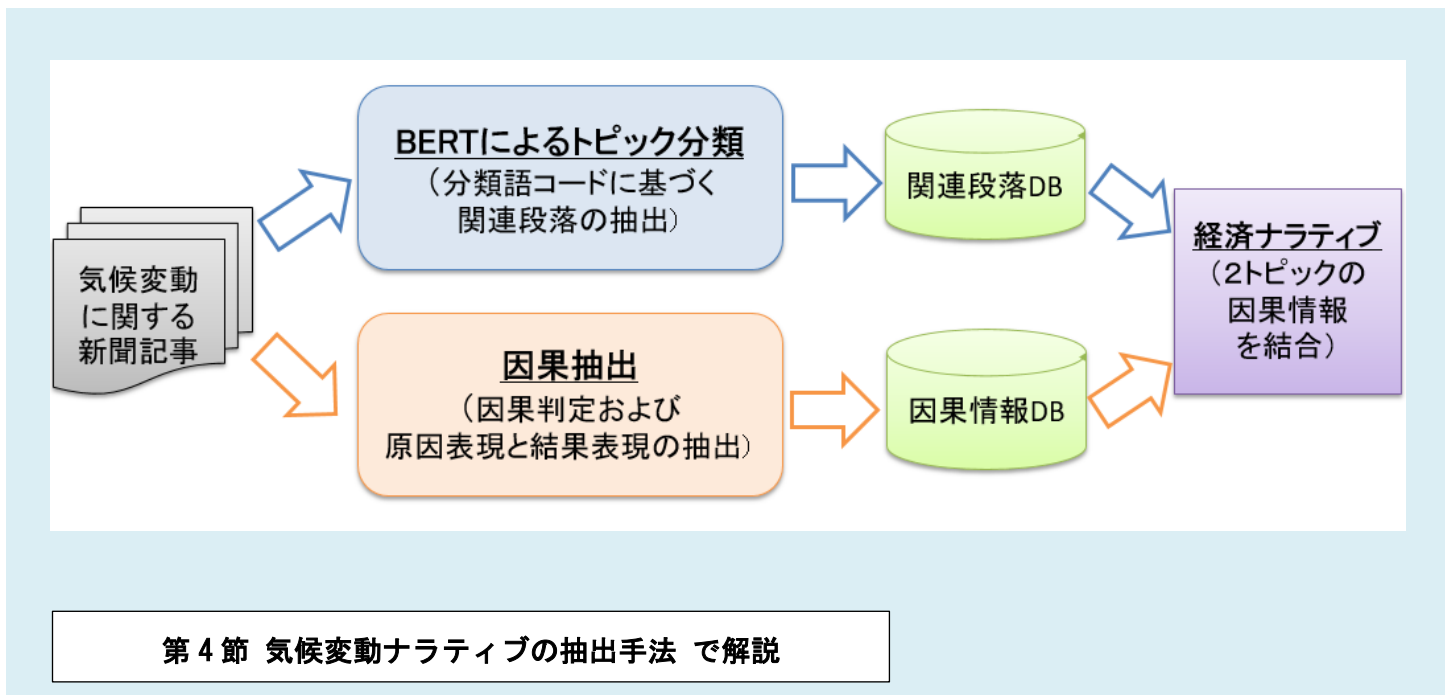 気候変動
に関する
新聞記事
BERTによるトピック分類
（分類語コードに基づく
関連段落の抽出）
関連段落DB
因果抽出
（因果判定および
原因表現と結果表現の抽出）
因果情報DB
経済ナラティブ
（２トピックの
因果情報
を結合）
第４節 気候変動ナラティブの抽出手法 で解説